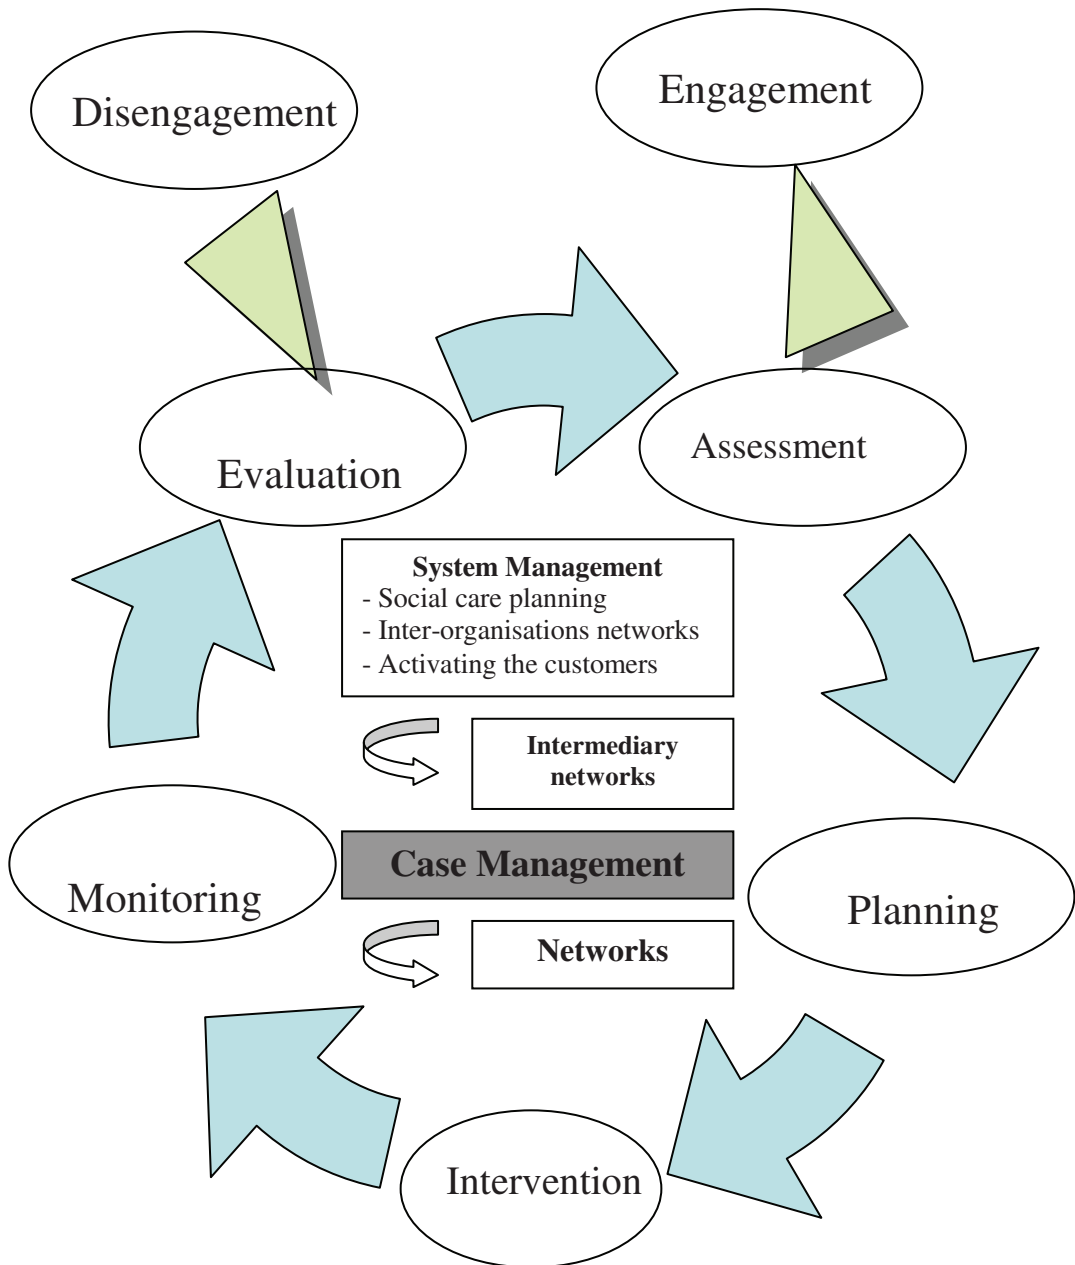 Disengagement
Engagement
Evaluation
Assessment
System Management
- Social care planning
- Inter-organisations networks
- Activating the customers
Intermediary
networks
Case Management
Monitoring
Planning
Networks
Intervention